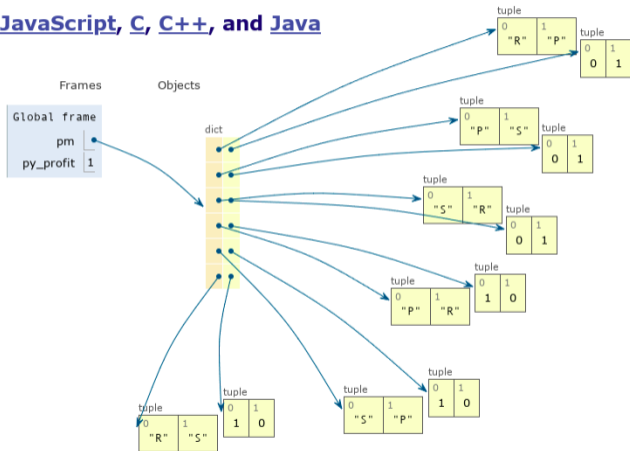 JavaScript, C, C++, and Java
Frames
Objects
Global frame
pm
py_profit 1
dict
tuple
0 1
"R" "P"
tuple
0 1
0 1
tuple
0 1
"P" "S"
tuple
0 1
0 1
tuple
0 1
"S" "R"
tuple
0 1
0 1
tuple
0 1
1 0
tuple
0 1
"P" "R"
tuple
0 1
1 0
tuple
0 1
"S" "P"
tuple
0 1
1 0
tuple
0 1
"R" "S"